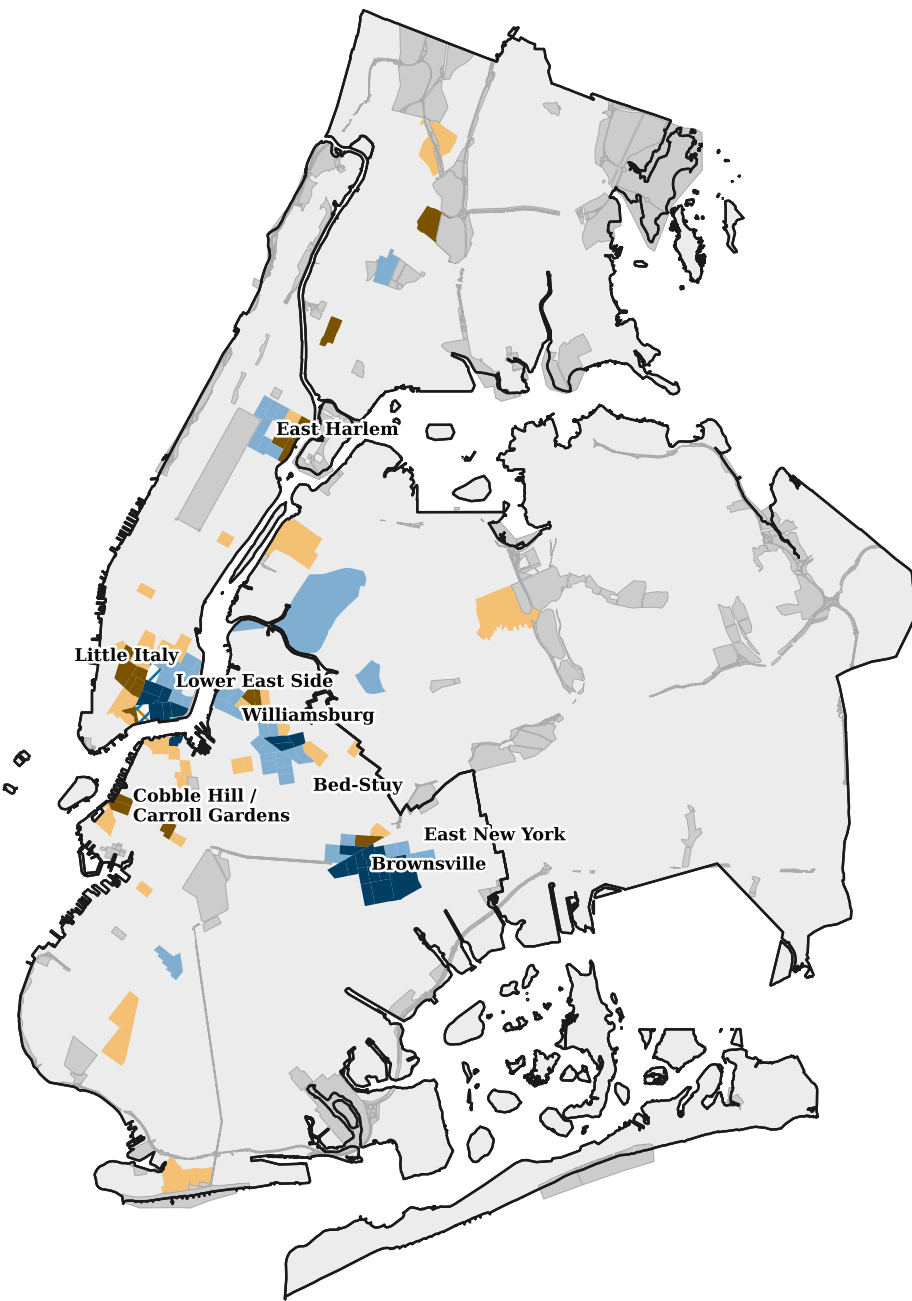 East Harlem
Little Italy
Lower East Side
Williamsburg
Bed-Stuy
Cobble Hill /
Carroll Gardens
East New York
Brownsville